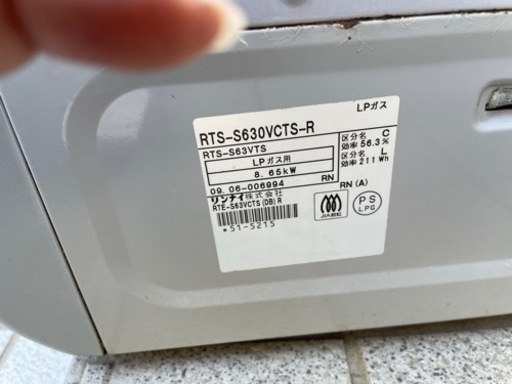 LPガス
RTS-S630VCTS-R
RTS-S63VTS
区分名 C
効率 56.3%
LPガス用
区分名 L
効率 211 Wh
8.65kW
09.06-006994 RN
RN (A)
リンナイ株式会社
RTE-S63VCTS(DB)R
*51-5215
PS
LPG